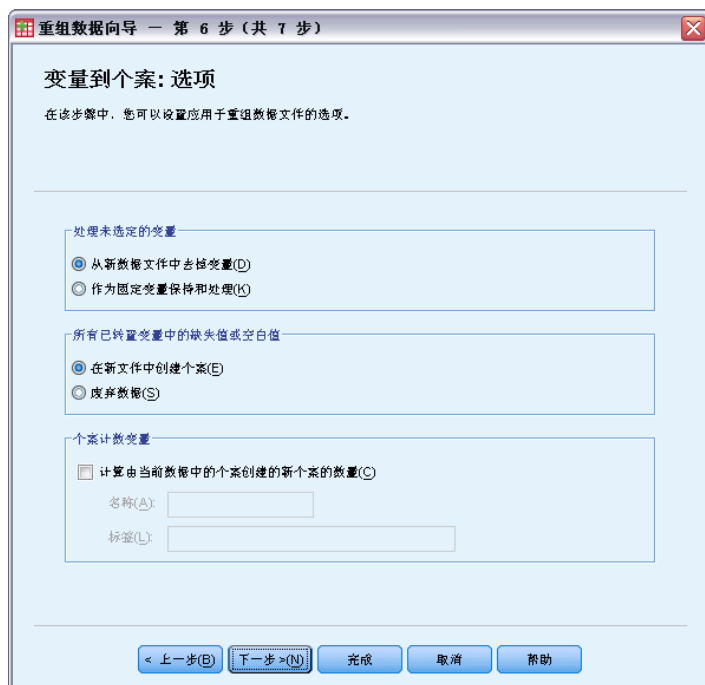 重组数据向导 — 第 6 步（共 7 步）
变量到个案: 选项
在该步骤中，您可以设置应用于重组数据文件的选项。
处理未选定的变量
从新数据文件中去掉变量(D)
作为固定变量保持和处理(K)
所有已转置变量中的缺失值或空白值
在新文件中创建个案(E)
废弃数据(S)
个案计数变量
计算由当前数据中的个案创建的新个案的数量(C)
名称(A):
标签(L):
< 上一步(B) 下一步 >(N) 完成 取消 帮助